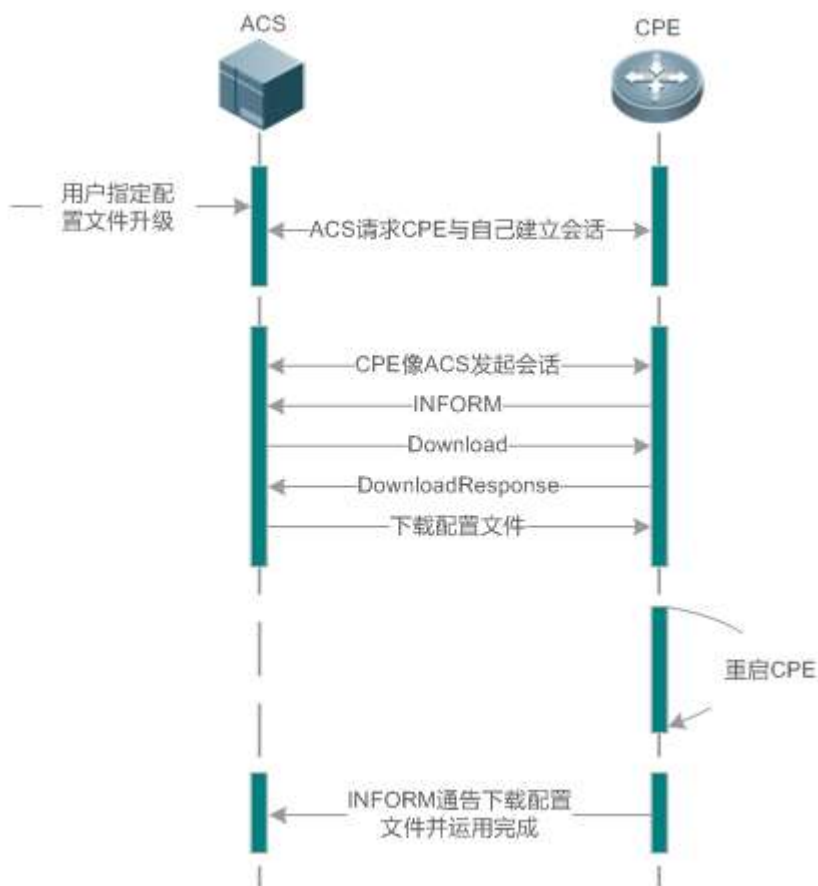 ACS
CPE
用户指定配
置文件升级
ACS请求CPE与自己建立会话
CPE像ACS发起会话
INFORM
Download
DownloadResponse
下载配置文件
重启CPE
INFORM通告下载配置
文件并运用完成